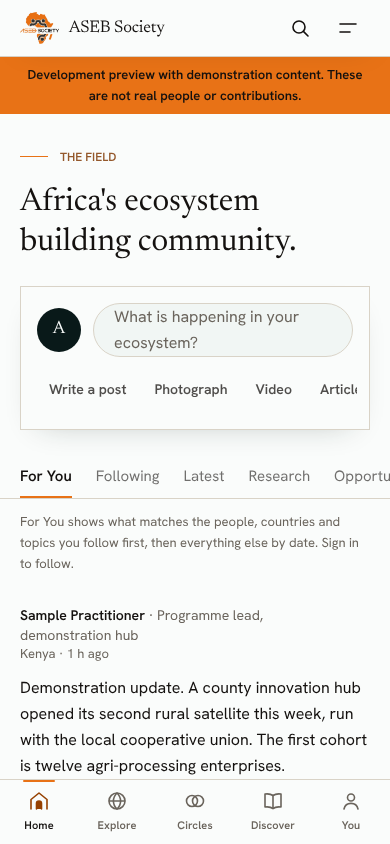 ASEB SOCIETY
ASEB Society
Development preview with demonstration content. These
are not real people or contributions.
THE FIELD
Africa's ecosystem
building community.
A
What is happening in your
ecosystem?
Write a post Photograph Video Article
For You Following Latest Research Opportu
For You shows what matches the people, countries and
topics you follow first, then everything else by date. Sign in
to follow.
Sample Practitioner · Programme lead,
demonstration hub
Kenya · 1 h ago
Demonstration update. A county innovation hub
opened its second rural satellite this week, run
with the local cooperative union. The first cohort
is twelve agri-processing enterprises.
Home Explore Circles Discover You